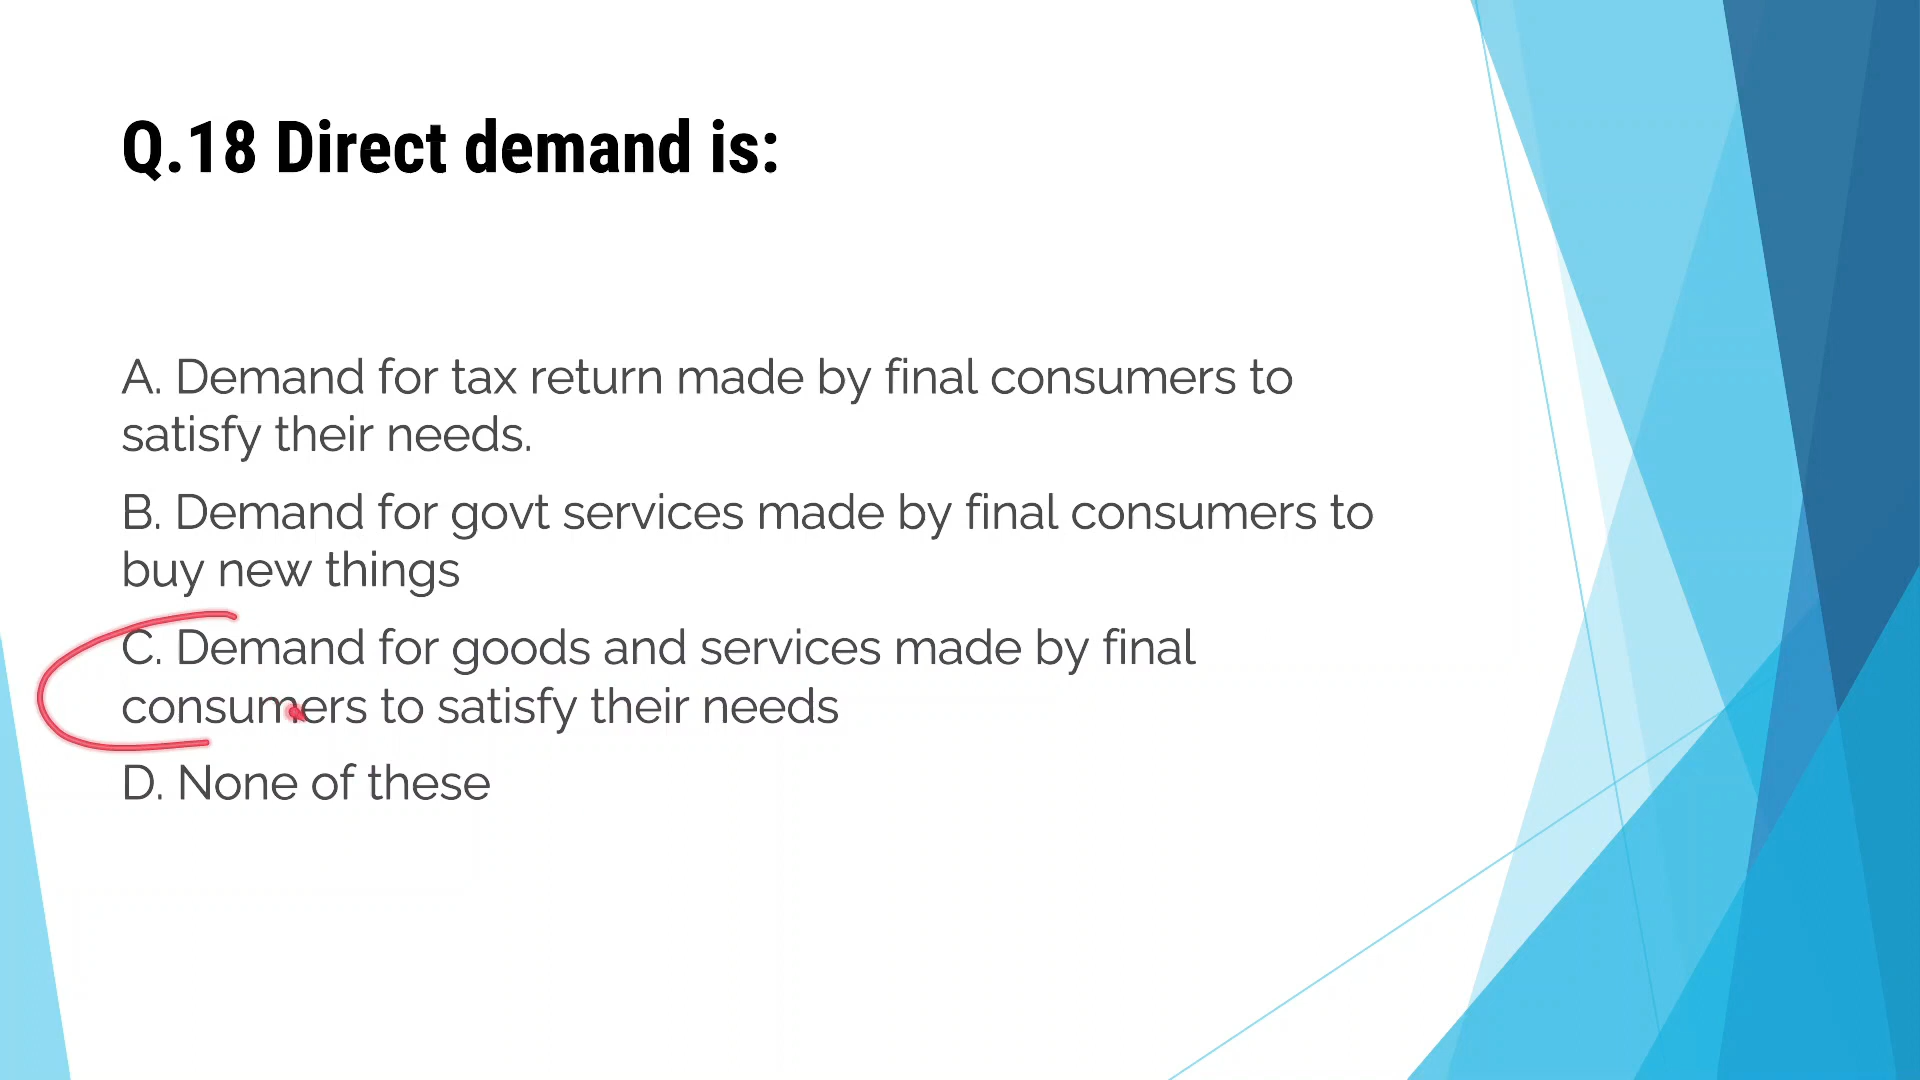 Q.18 Direct demand is:
A. Demand for tax return made by final consumers to
satisfy their needs.
B. Demand for govt services made by final consumers to
buy new things
C. Demand for goods and services made by final
consumers to satisfy their needs
D. None of these